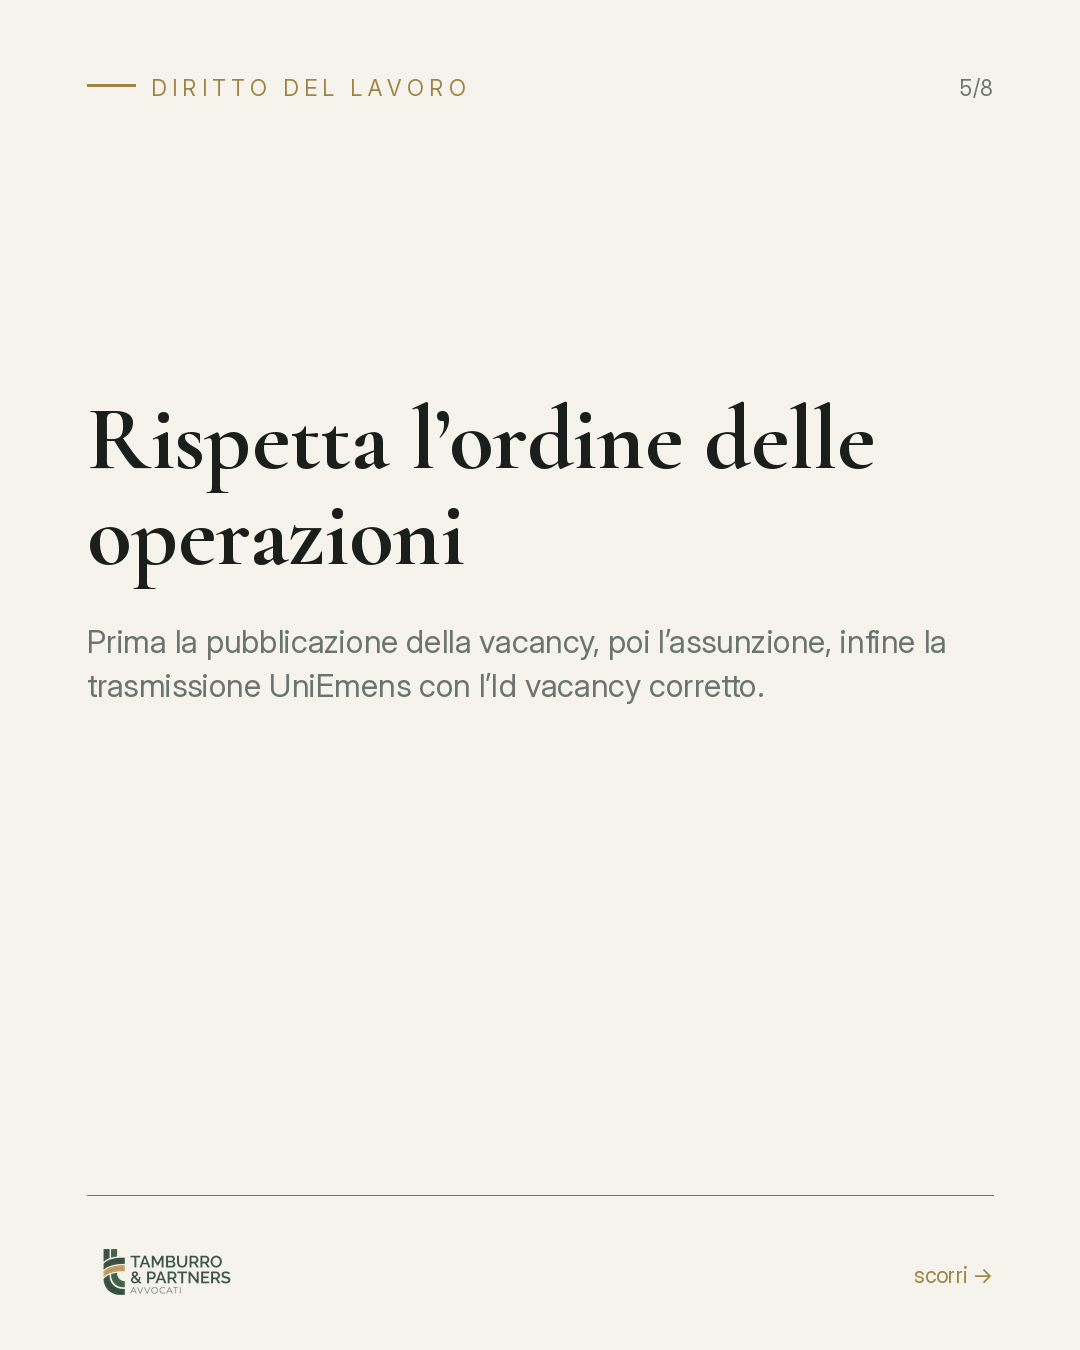 DIRITTO DEL LAVORO
5/8
Rispetta l’ordine delle
operazioni
Prima la pubblicazione della vacancy, poi l’assunzione, infine la
trasmissione UniEmens con l’Id vacancy corretto.
TAMBURRO
& PARTNERS
AVVOCATI
scorri →